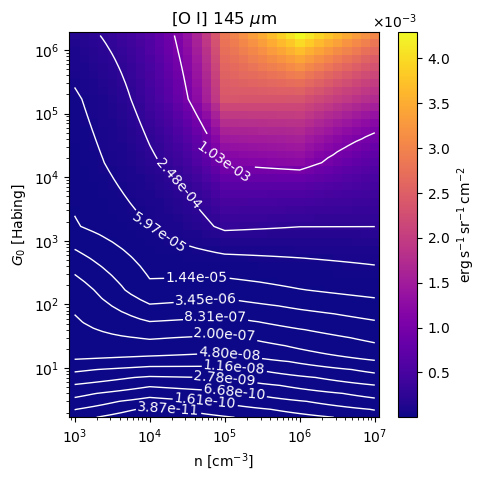 [O I] 145 μm
×10⁻³
10⁶
10⁵
10⁴
10³
10²
10¹
G₀ [Habing]
1.03e-03
2.48e-04
5.97e-05
1.44e-05
3.45e-06
8.31e-07
2.00e-07
4.80e-08
1.16e-08
2.78e-09
6.68e-10
1.61e-10
3.87e-11
10³ 10⁴ 10⁵ 10⁶ 10⁷
n [cm⁻³]
4.0
3.5
3.0
2.5
2.0
1.5
1.0
0.5
erg s⁻¹ sr⁻¹ cm⁻²